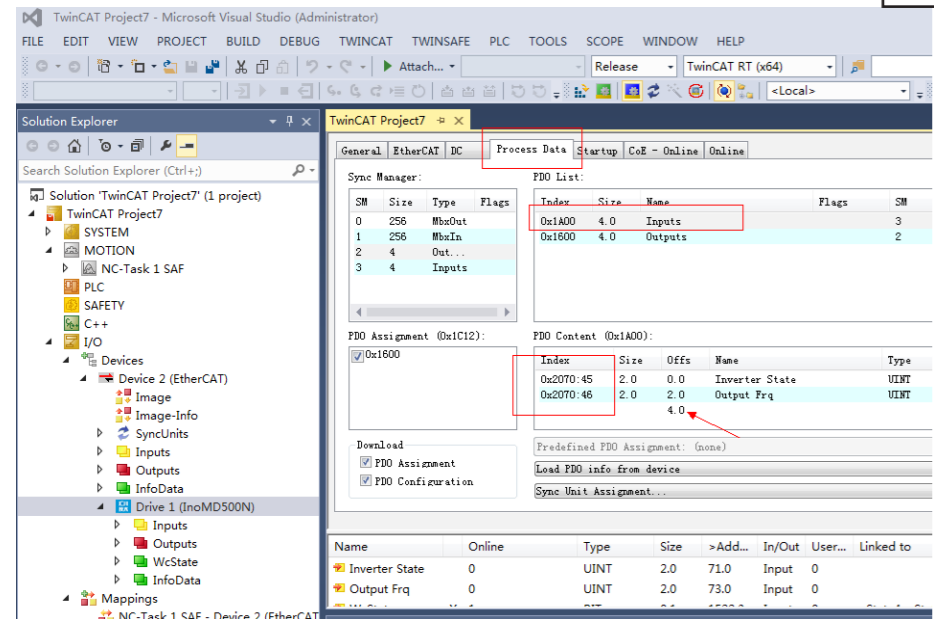 TwinCAT Project7 - Microsoft Visual Studio (Administrator)
FILE EDIT VIEW PROJECT BUILD DEBUG TWINCAT TWINSAFE PLC TOOLS SCOPE WINDOW HELP
Attach... Release TwinCAT RT (x64)
<Local>
Solution Explorer
Search Solution Explorer (Ctrl+;)
Solution 'TwinCAT Project7' (1 project)
TwinCAT Project7
SYSTEM
MOTION
NC-Task 1 SAF
PLC
SAFETY
C++
I/O
Devices
Device 2 (EtherCAT)
Image
Image-Info
SyncUnits
Inputs
Outputs
InfoData
Drive 1 (InoMD500N)
Inputs
Outputs
WcState
InfoData
Mappings
NC-Task 1 SAF - Device 2 (EtherCAT
TwinCAT Project7
General EtherCAT DC Process Data Startup CoE - Online Online
Sync Manager:
SM Size Type Flags
0 256 MbxOut
1 256 MbxIn
2 4 Out...
3 4 Inputs
PDO List:
Index Size Name Flags SM
0x1A00 4.0 Inputs 3
0x1600 4.0 Outputs 2
PDO Assignment (0x1C12):
0x1600
PDO Content (0x1A00):
Index Size Offs Name Type
0x2070:45 2.0 0.0 Inverter State UINT
0x2070:46 2.0 2.0 Output Frq UINT
4.0
Download
PDO Assignment
PDO Configuration
Predefined PDO Assignment: (none)
Load PDO info from device
Sync Unit Assignment...
Name Online Type Size >Add... In/Out User... Linked to
Inverter State 0 UINT 2.0 71.0 Input 0
Output Frq 0 UINT 2.0 73.0 Input 0